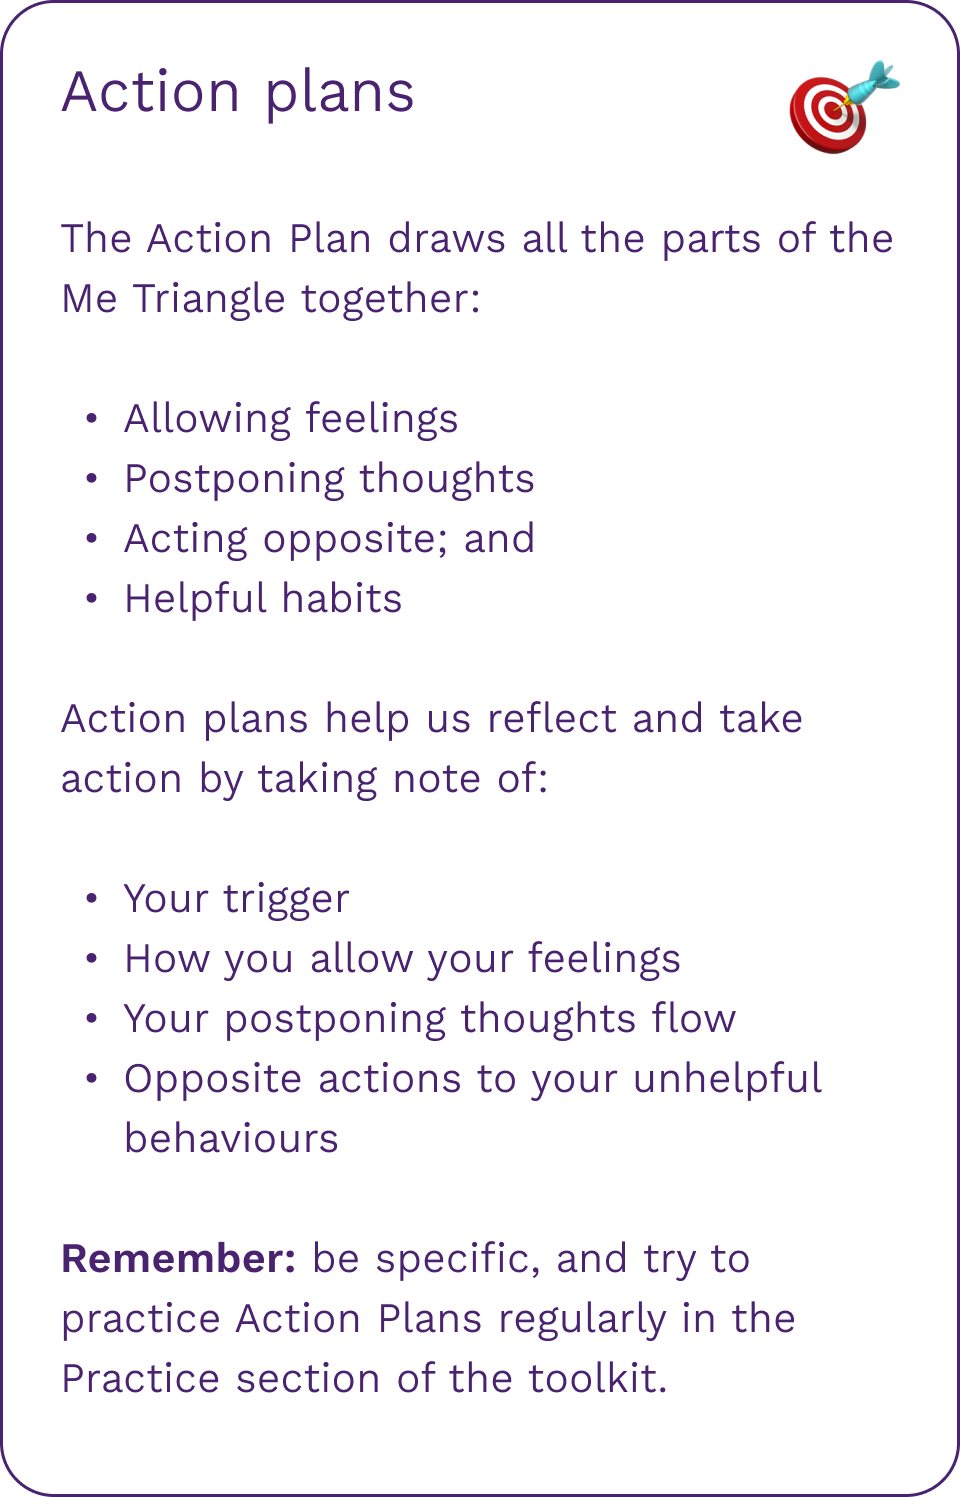 Action plans
The Action Plan draws all the parts of the
Me Triangle together:
• Allowing feelings
• Postponing thoughts
• Acting opposite; and
• Helpful habits
Action plans help us reflect and take
action by taking note of:
• Your trigger
• How you allow your feelings
• Your postponing thoughts flow
• Opposite actions to your unhelpful
behaviours
Remember: be specific, and try to
practice Action Plans regularly in the
Practice section of the toolkit.